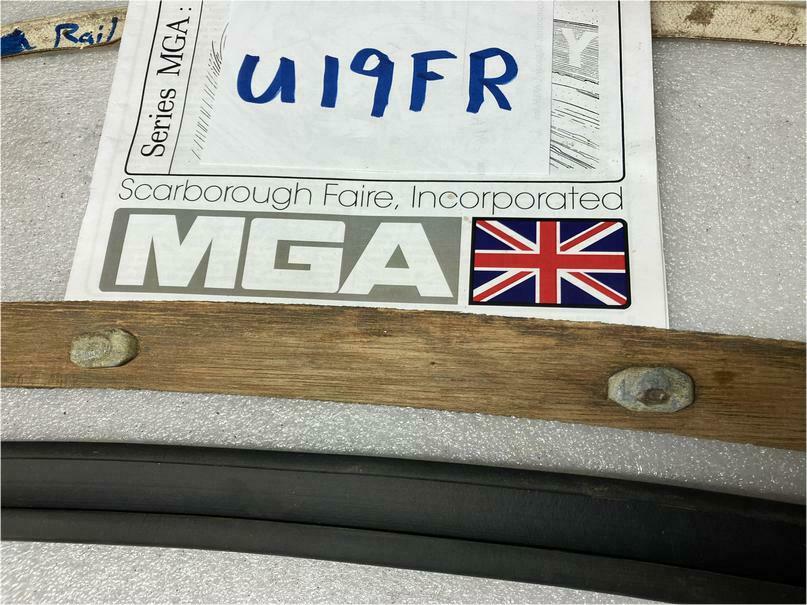 Rail
Series MGA:
Y
U19FR
Scarborough Faire, Incorporated
MGA